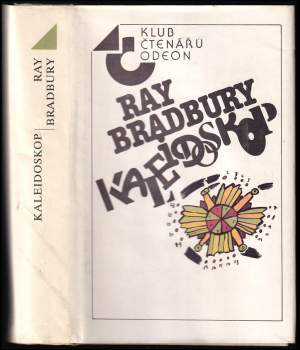 KALEIDOSKOP
RAY
BRADBURY
KLUB
ČTENÁŘŮ
ODEON
RAY
BRADBURY
KALEIDOSKOP